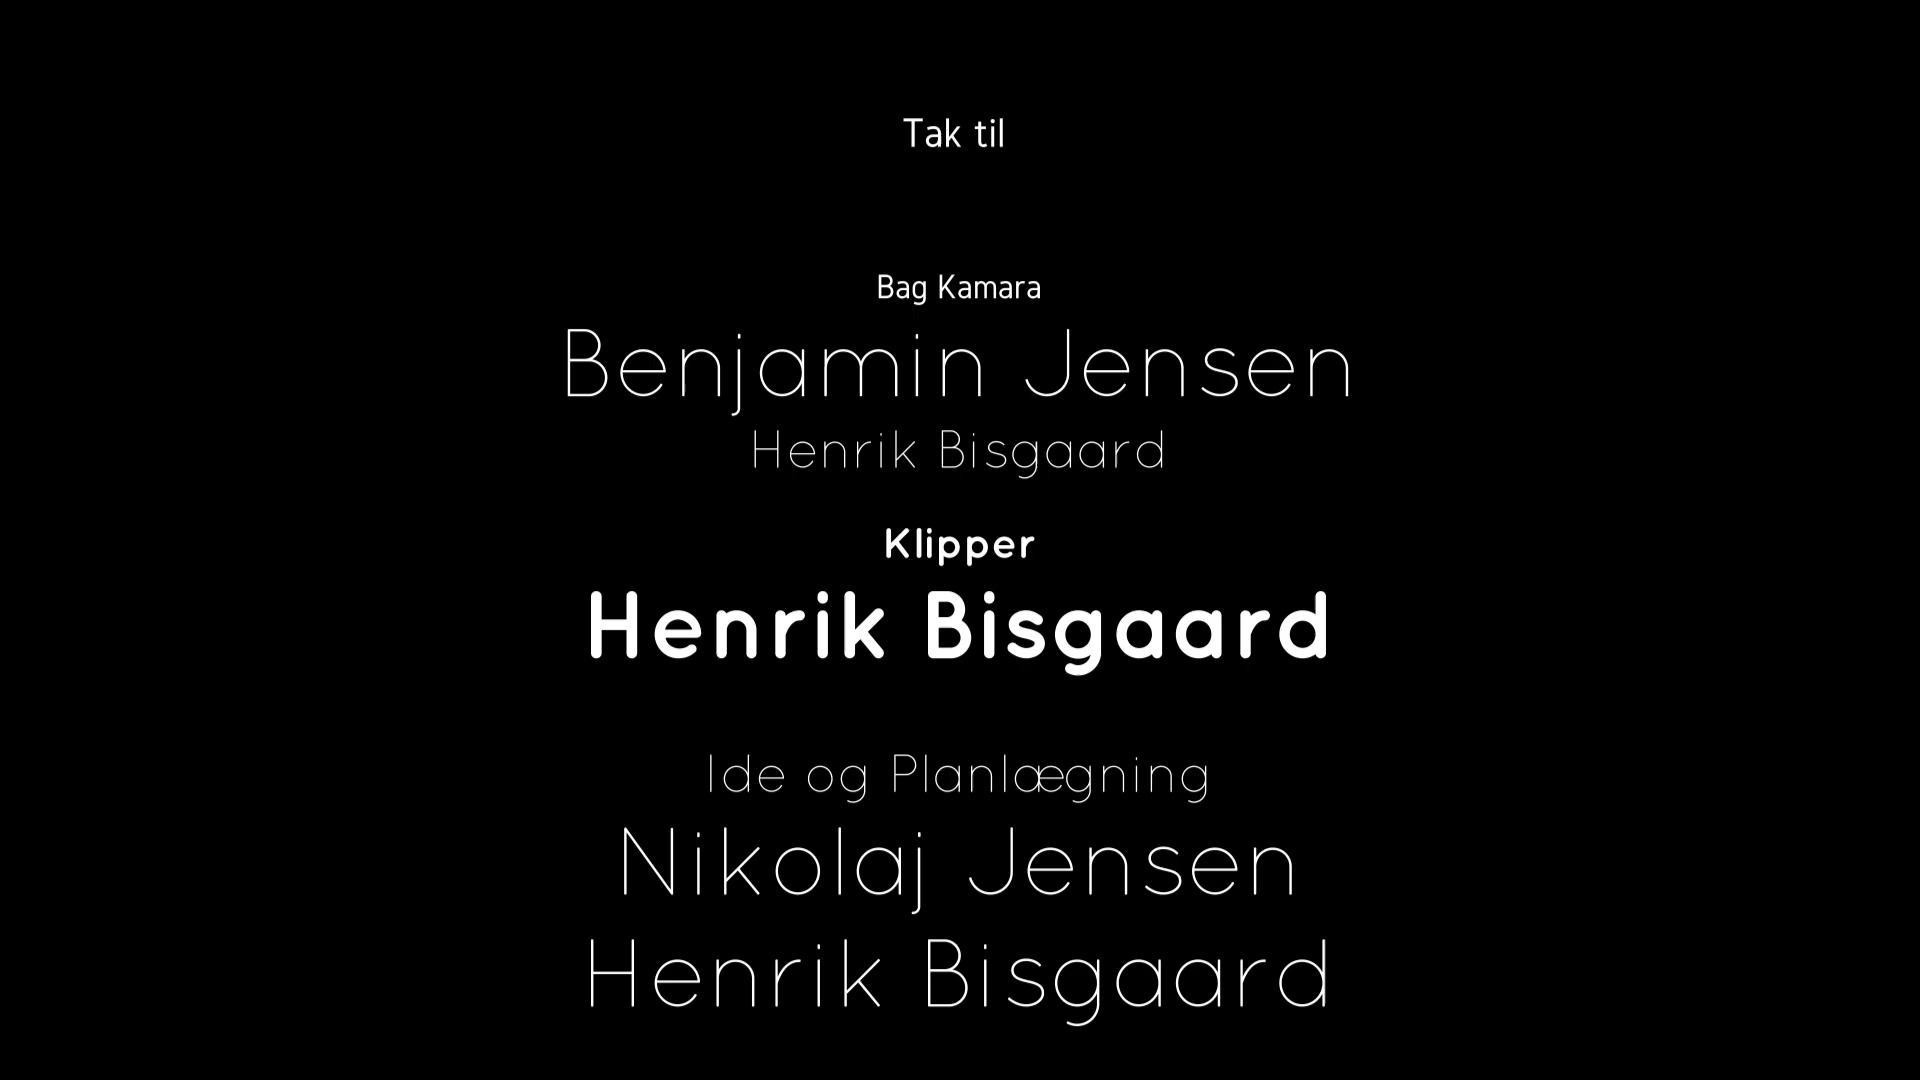 Tak til
Bag Kamara
Benjamin Jensen
Henrik Bisgaard
Klipper
Henrik Bisgaard
Ide og Planlægning
Nikolaj Jensen
Henrik Bisgaard